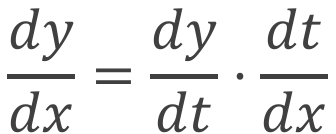 dy/dx = dy/dt · dt/dx